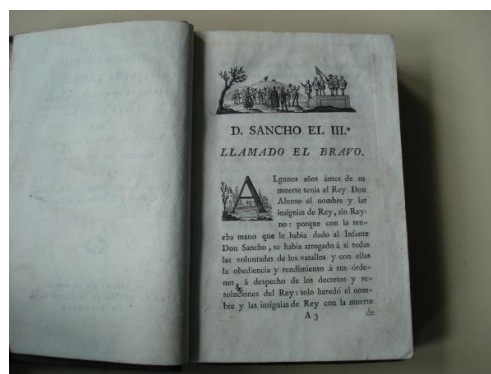 D. SANCHO EL III.º
LLAMADO EL BRAVO.
ALgunos años ántes de su
muerte tenia el Rey Don
Alonso el nombre y las
insignias de Rey, sin Rey-
no: porque con la mu-
cha mano que le habia dado al Infante
Don Sancho, se habia arrogado á sí todas
las voluntades de los vasallos y con ellas
la obediencia y rendimiento á sus órde-
nes, á despecho de los decretos y re-
soluciones del Rey: solo heredó el nom-
bre y las insignias de Rey con la muerte
A 3 de